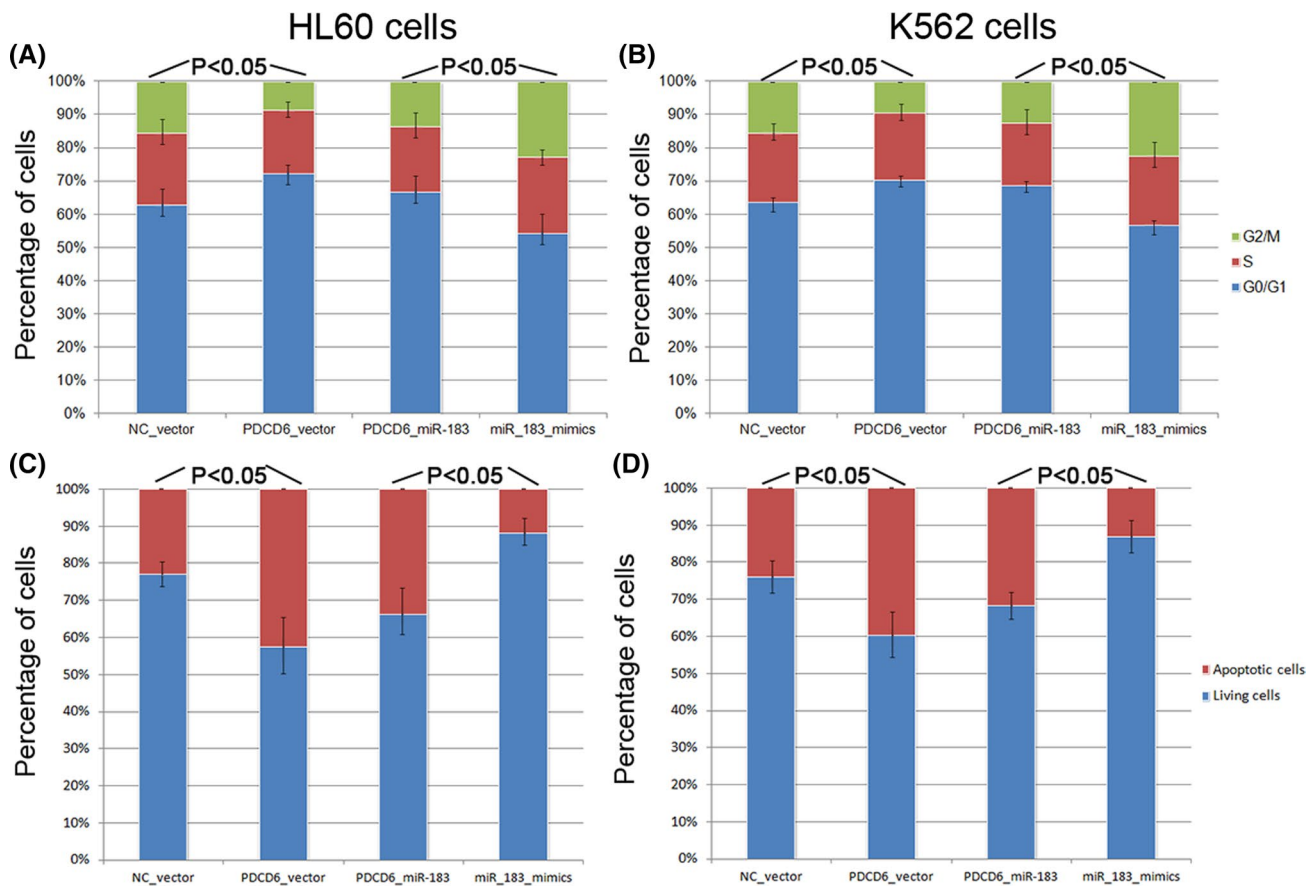 HL60 cells
K562 cells
(A)
P<0.05
P<0.05
Percentage of cells
100%
90%
80%
70%
60%
50%
40%
30%
20%
10%
0%
NC_vector
PDCD6_vector
PDCD6_miR-183
miR_183_mimics
(B)
P<0.05
P<0.05
Percentage of cells
100%
90%
80%
70%
60%
50%
40%
30%
20%
10%
0%
NC_vector
PDCD6_vector
PDCD6_miR-183
miR_183_mimics
G2/M
S
G0/G1
(C)
P<0.05
P<0.05
Percentage of cells
100%
90%
80%
70%
60%
50%
40%
30%
20%
10%
0%
NC_vector
PDCD6_vector
PDCD6_miR-183
miR_183_mimics
(D)
P<0.05
P<0.05
Percentage of cells
100%
90%
80%
70%
60%
50%
40%
30%
20%
10%
0%
NC_vector
PDCD6_vector
PDCD6_miR-183
miR_183_mimics
Apoptotic cells
Living cells